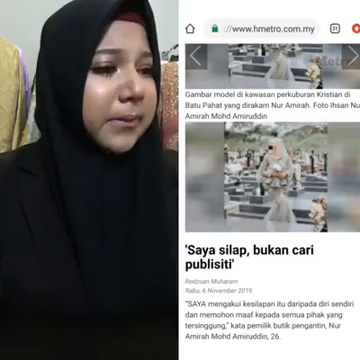 ://www.hmetro.com.my
31
Gambar model di kawasan perkuburan Kristian di
Batu Pahat yang dirakam Nur Amirah. Foto Ihsan Nur
Amirah Mohd Amiruddin
'Saya silap, bukan cari
publisiti'
Redzuan Muharam
Rabu, 6 November 2019
"SAYA mengakui kesilapan itu daripada diri sendiri
dan memohon maaf kepada semua pihak yang
tersinggung," kata pemilik butik pengantin, Nur
Amirah Mohd Amiruddin, 26.